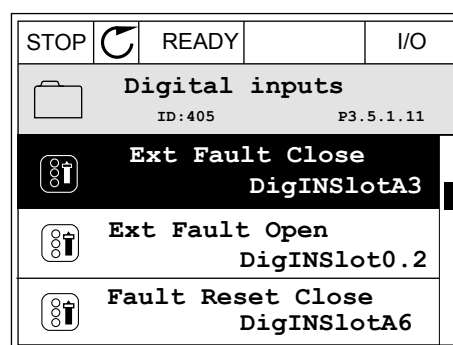 STOP READY I/O
Digital inputs
ID:405 P3.5.1.11
Ext Fault Close
DigINSlotA3
Ext Fault Open
DigINSlot0.2
Fault Reset Close
DigINSlotA6